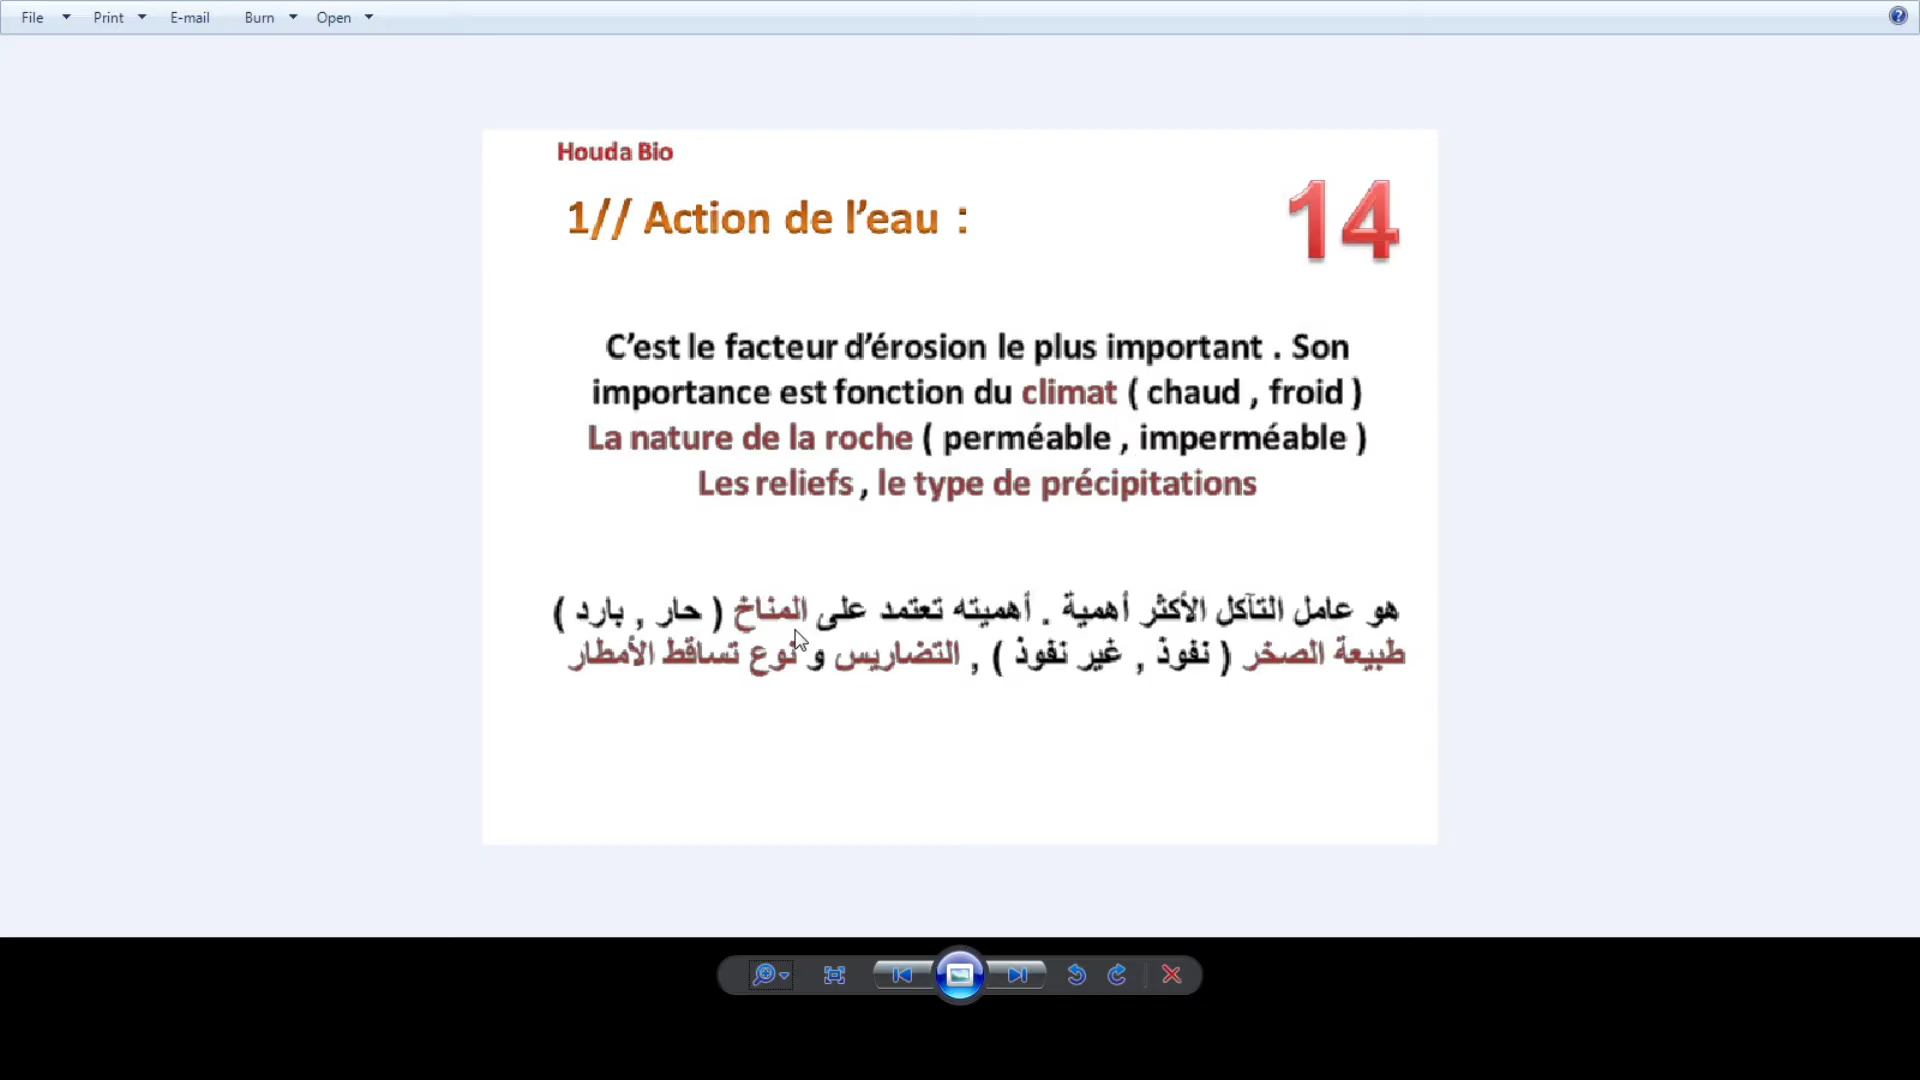 File Print E-mail Burn Open
Houda Bio
14
1// Action de l’eau :
C’est le facteur d’érosion le plus important . Son
importance est fonction du climat ( chaud , froid )
La nature de la roche ( perméable , imperméable )
Les reliefs , le type de précipitations
هو عامل التآكل الأكثر أهمية . أهميته تعتمد على المناخ ( حار , بارد )
طبيعة الصخر ( نفوذ , غير نفوذ ) , التضاريس و نوع تساقط الأمطار